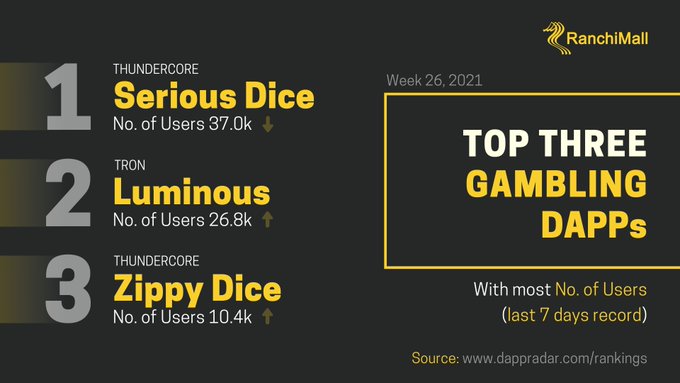 RanchiMall
Week 26, 2021
TOP THREE
GAMBLING
DAPPs
With most No. of Users
(last 7 days record)
1
THUNDERCORE
Serious Dice
No. of Users 37.0k
2
TRON
Luminous
No. of Users 26.8k
3
THUNDERCORE
Zippy Dice
No. of Users 10.4k
Source: www.dappradar.com/rankings